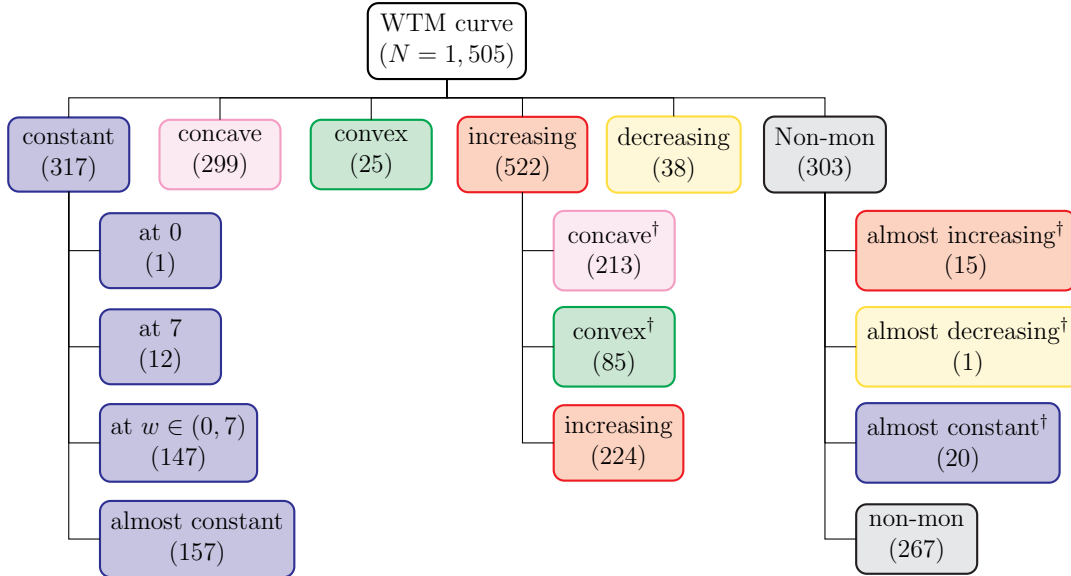 WTM curve
(N = 1, 505)
constant
(317)
concave
(299)
convex
(25)
increasing
(522)
decreasing
(38)
Non-mon
(303)
at 0
(1)
at 7
(12)
at w ∈ (0, 7)
(147)
almost constant
(157)
concave†
(213)
convex†
(85)
increasing
(224)
almost increasing†
(15)
almost decreasing†
(1)
almost constant†
(20)
non-mon
(267)